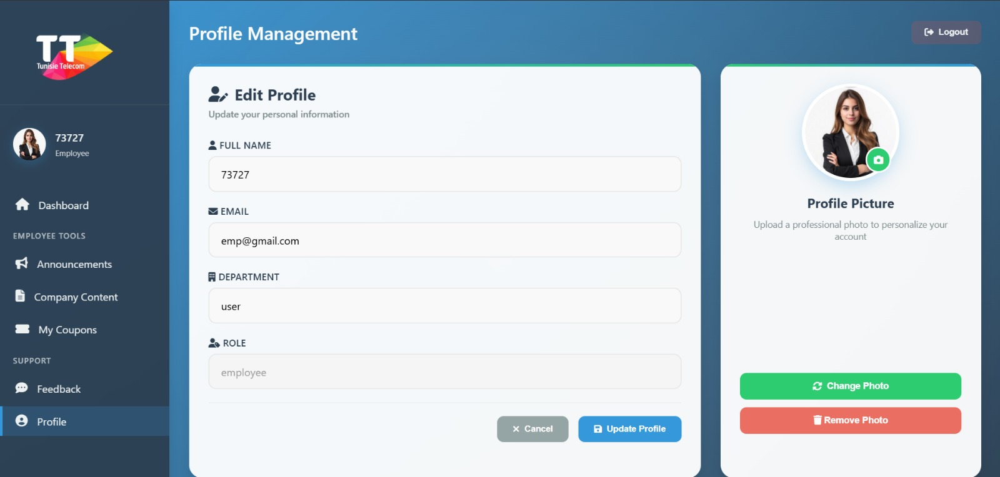 TT
Tunisie Telecom
73727
Employee
Dashboard
EMPLOYEE TOOLS
Announcements
Company Content
My Coupons
SUPPORT
Feedback
Profile
Profile Management
Logout
Edit Profile
Update your personal information
FULL NAME
73727
EMAIL
emp@gmail.com
DEPARTMENT
user
ROLE
employee
Cancel
Update Profile
Profile Picture
Upload a professional photo to personalize your
account
Change Photo
Remove Photo